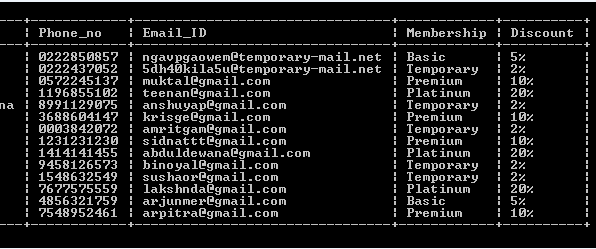 Phone_no | Email_ID | Membership | Discount
0222850857 | ngavpgaowem@temporary-mail.net | Basic | 5%
0222437052 | 5dh40kila5u@temporary-mail.net | Temporary | 2%
0572245137 | muktal@gmail.com | Premium | 10%
1196855102 | teenan@gmail.com | Platinum | 20%
na | 8991129075 | anshuyap@gmail.com | Temporary | 2%
3688604147 | krisge@gmail.com | Premium | 10%
0003842072 | amritgam@gmail.com | Temporary | 2%
1231231230 | sidnattt@gmail.com | Premium | 10%
1414141455 | abduldewana@gmail.com | Platinum | 20%
9458126573 | binoyal@gmail.com | Temporary | 2%
1548632549 | sushaor@gmail.com | Temporary | 2%
7677575559 | lakshnda@gmail.com | Platinum | 20%
4856321759 | arjunmer@gmail.com | Basic | 5%
7548952461 | arpitra@gmail.com | Premium | 10%